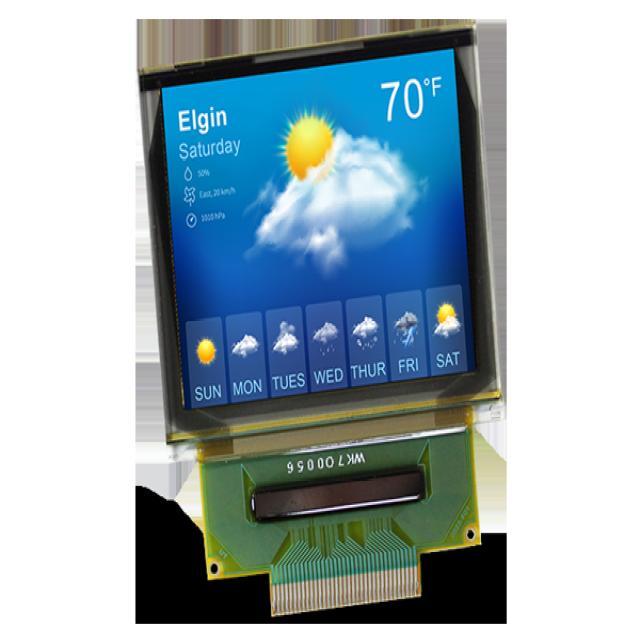 Elgin
70°F
Saturday
50%
East, 20 km/h
1010 hPa
SUN MON TUES WED THUR FRI SAT
WK700056